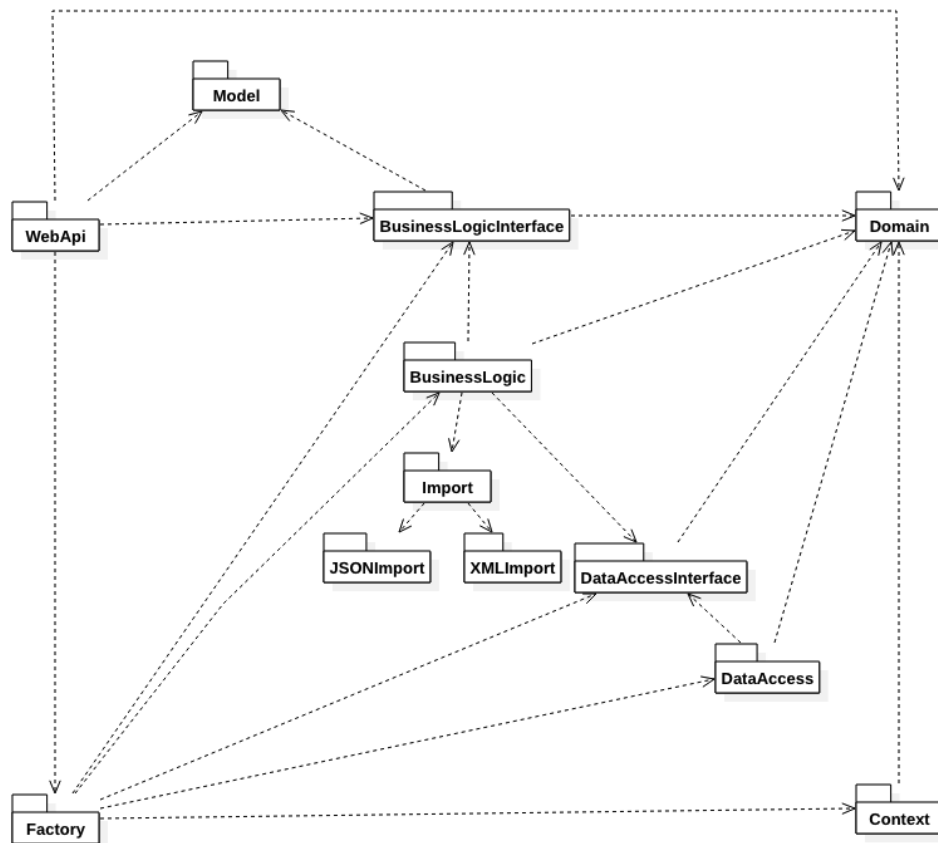 Model
WebApi
BusinessLogicInterface
Domain
BusinessLogic
Import
JSONImport
XMLImport
DataAccessInterface
DataAccess
Factory
Context